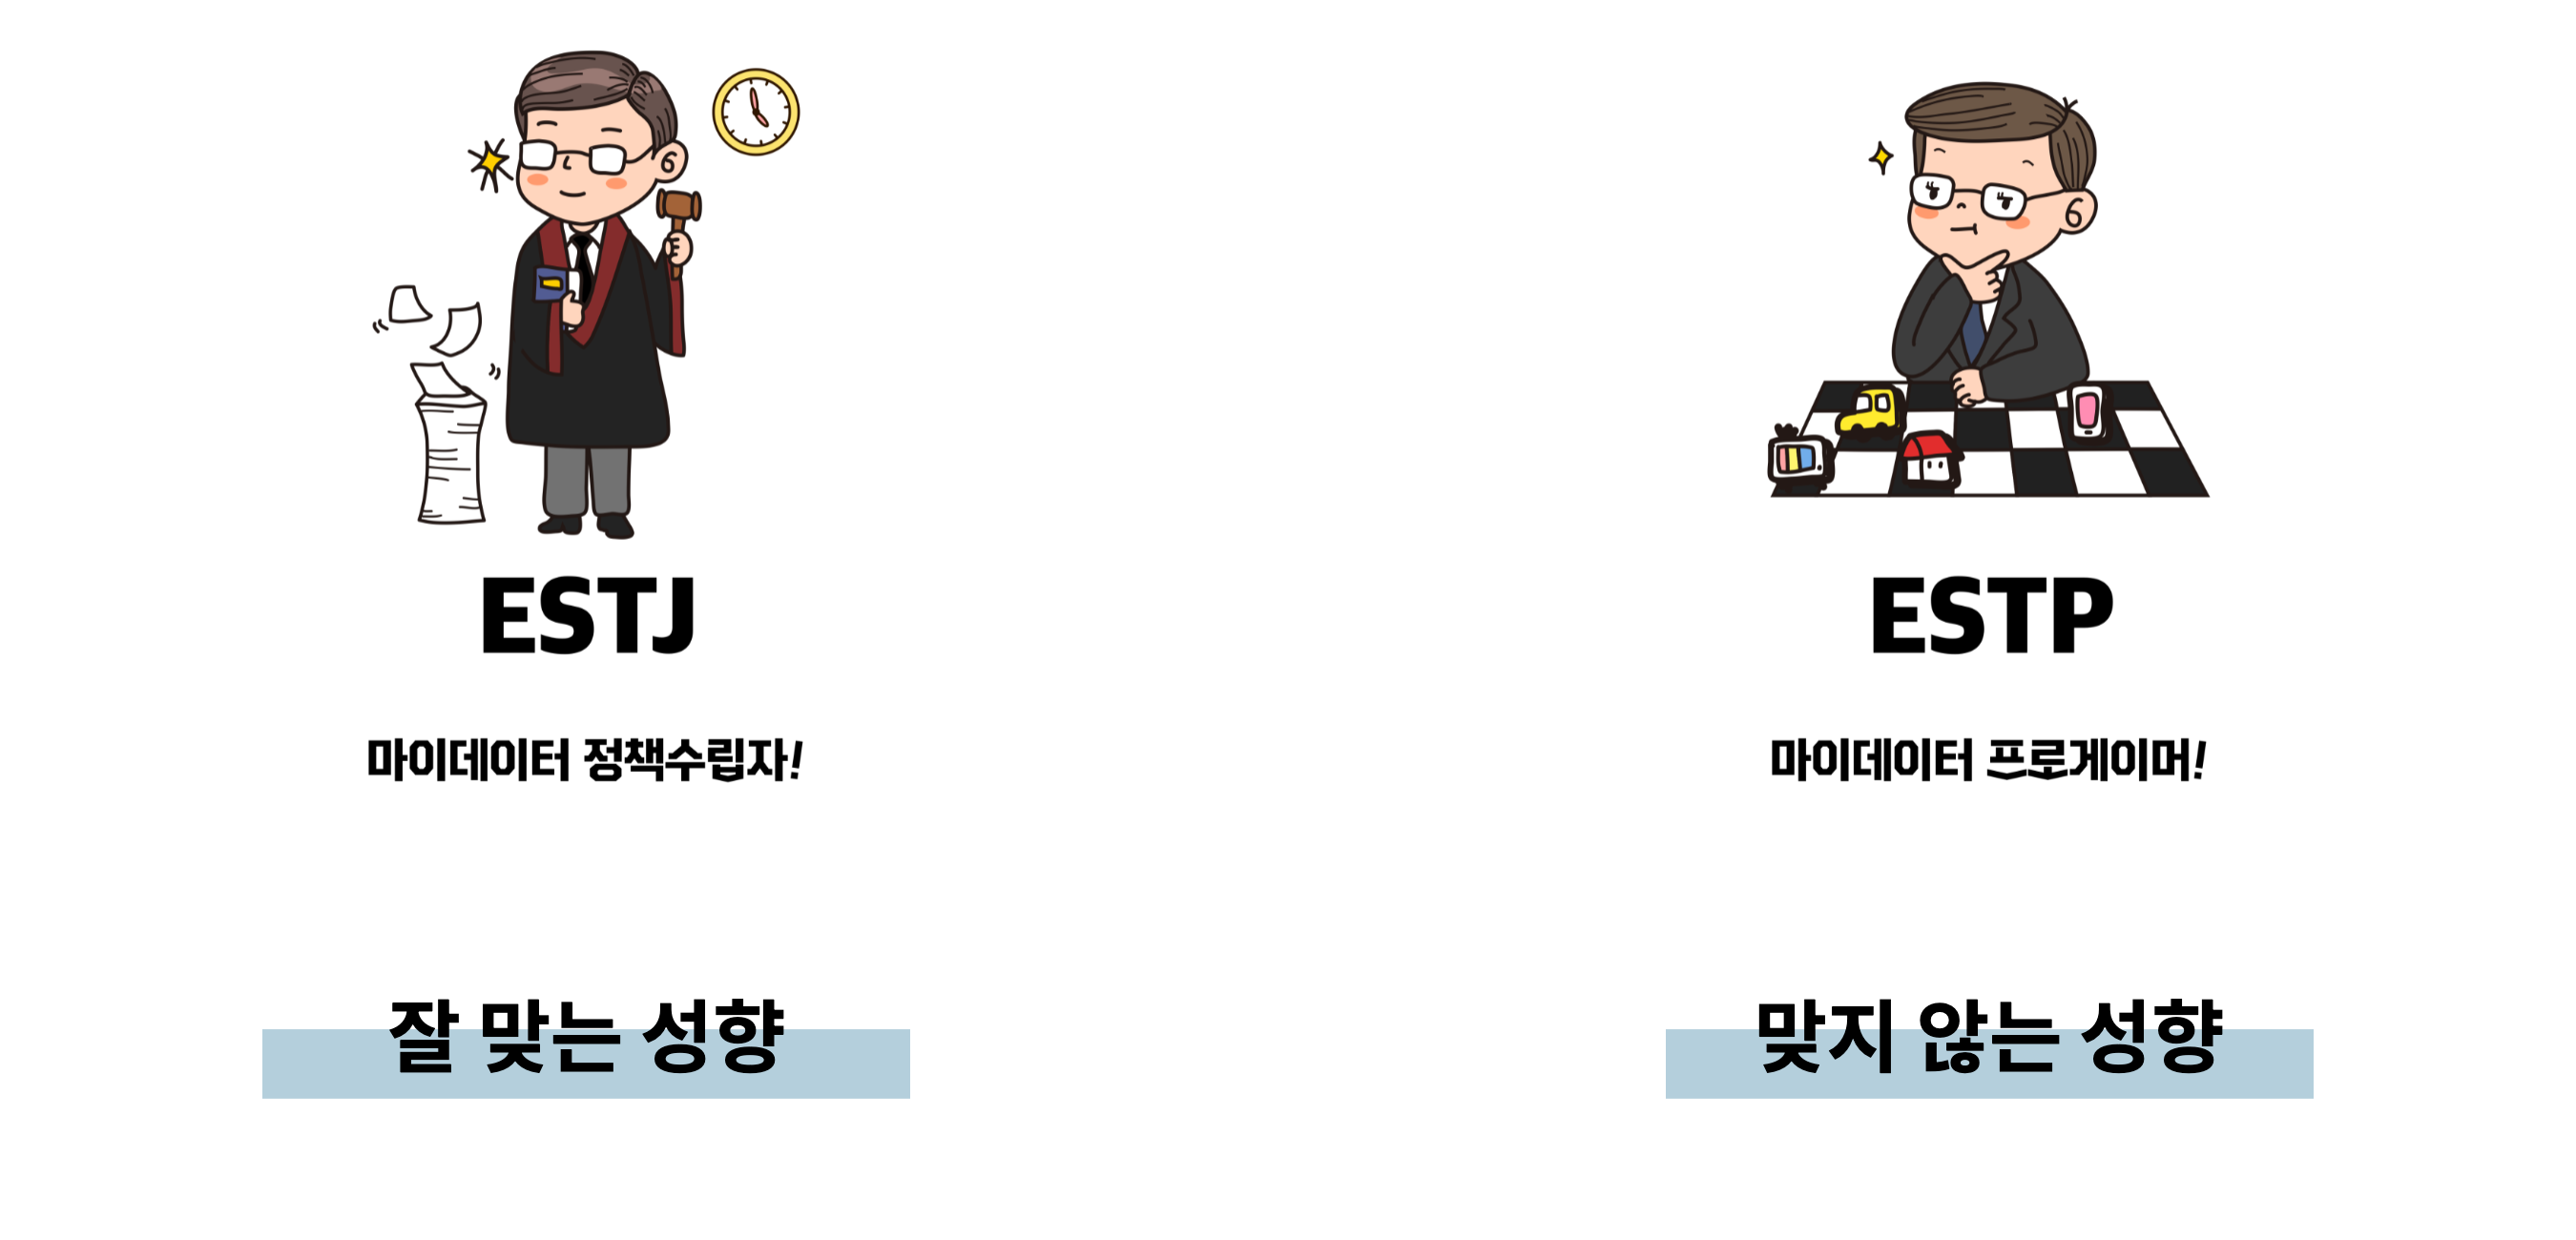 ESTJ
마이데이터 정책수립자!
잘 맞는 성향
ESTP
마이데이터 프로게이머!
맞지 않는 성향